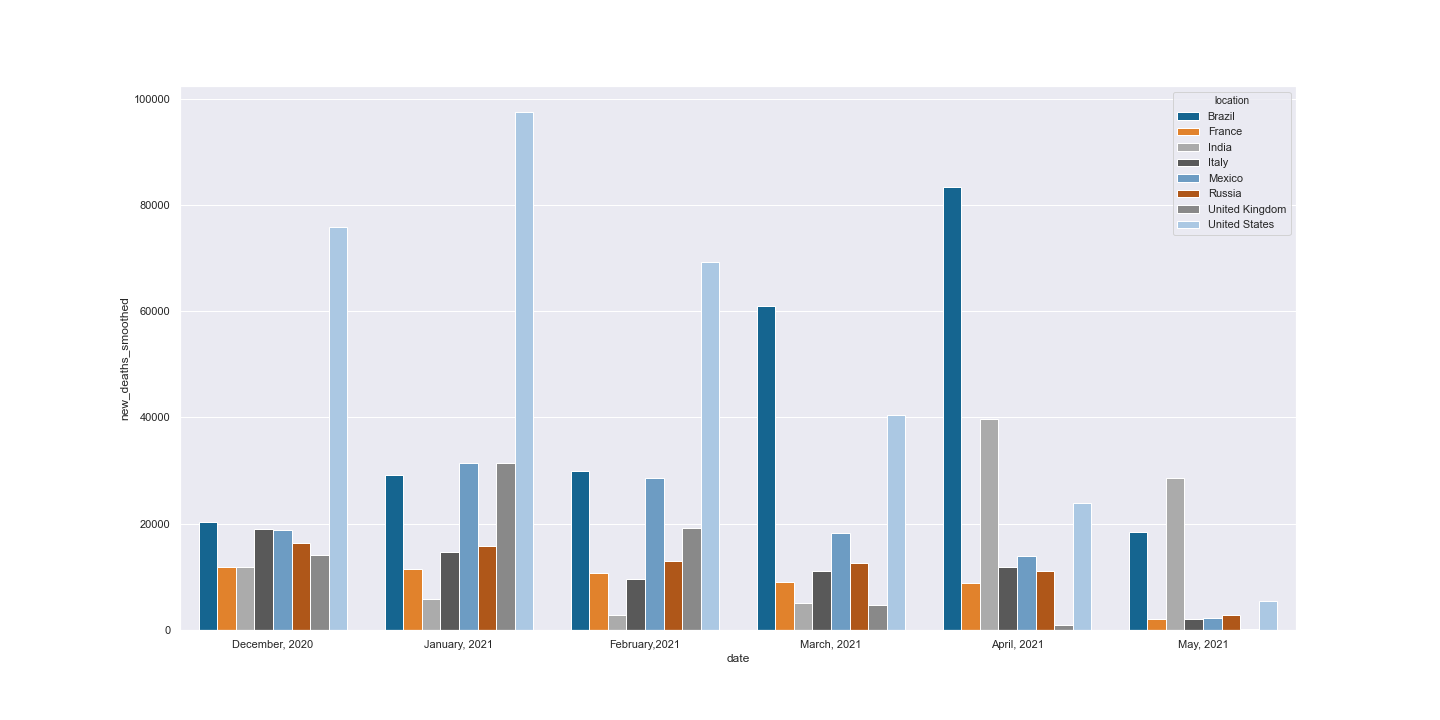 location
Brazil
France
India
Italy
Mexico
Russia
United Kingdom
United States
new_deaths_smoothed
100000
80000
60000
40000
20000
0
December, 2020
January, 2021
February,2021
March, 2021
April, 2021
May, 2021
date